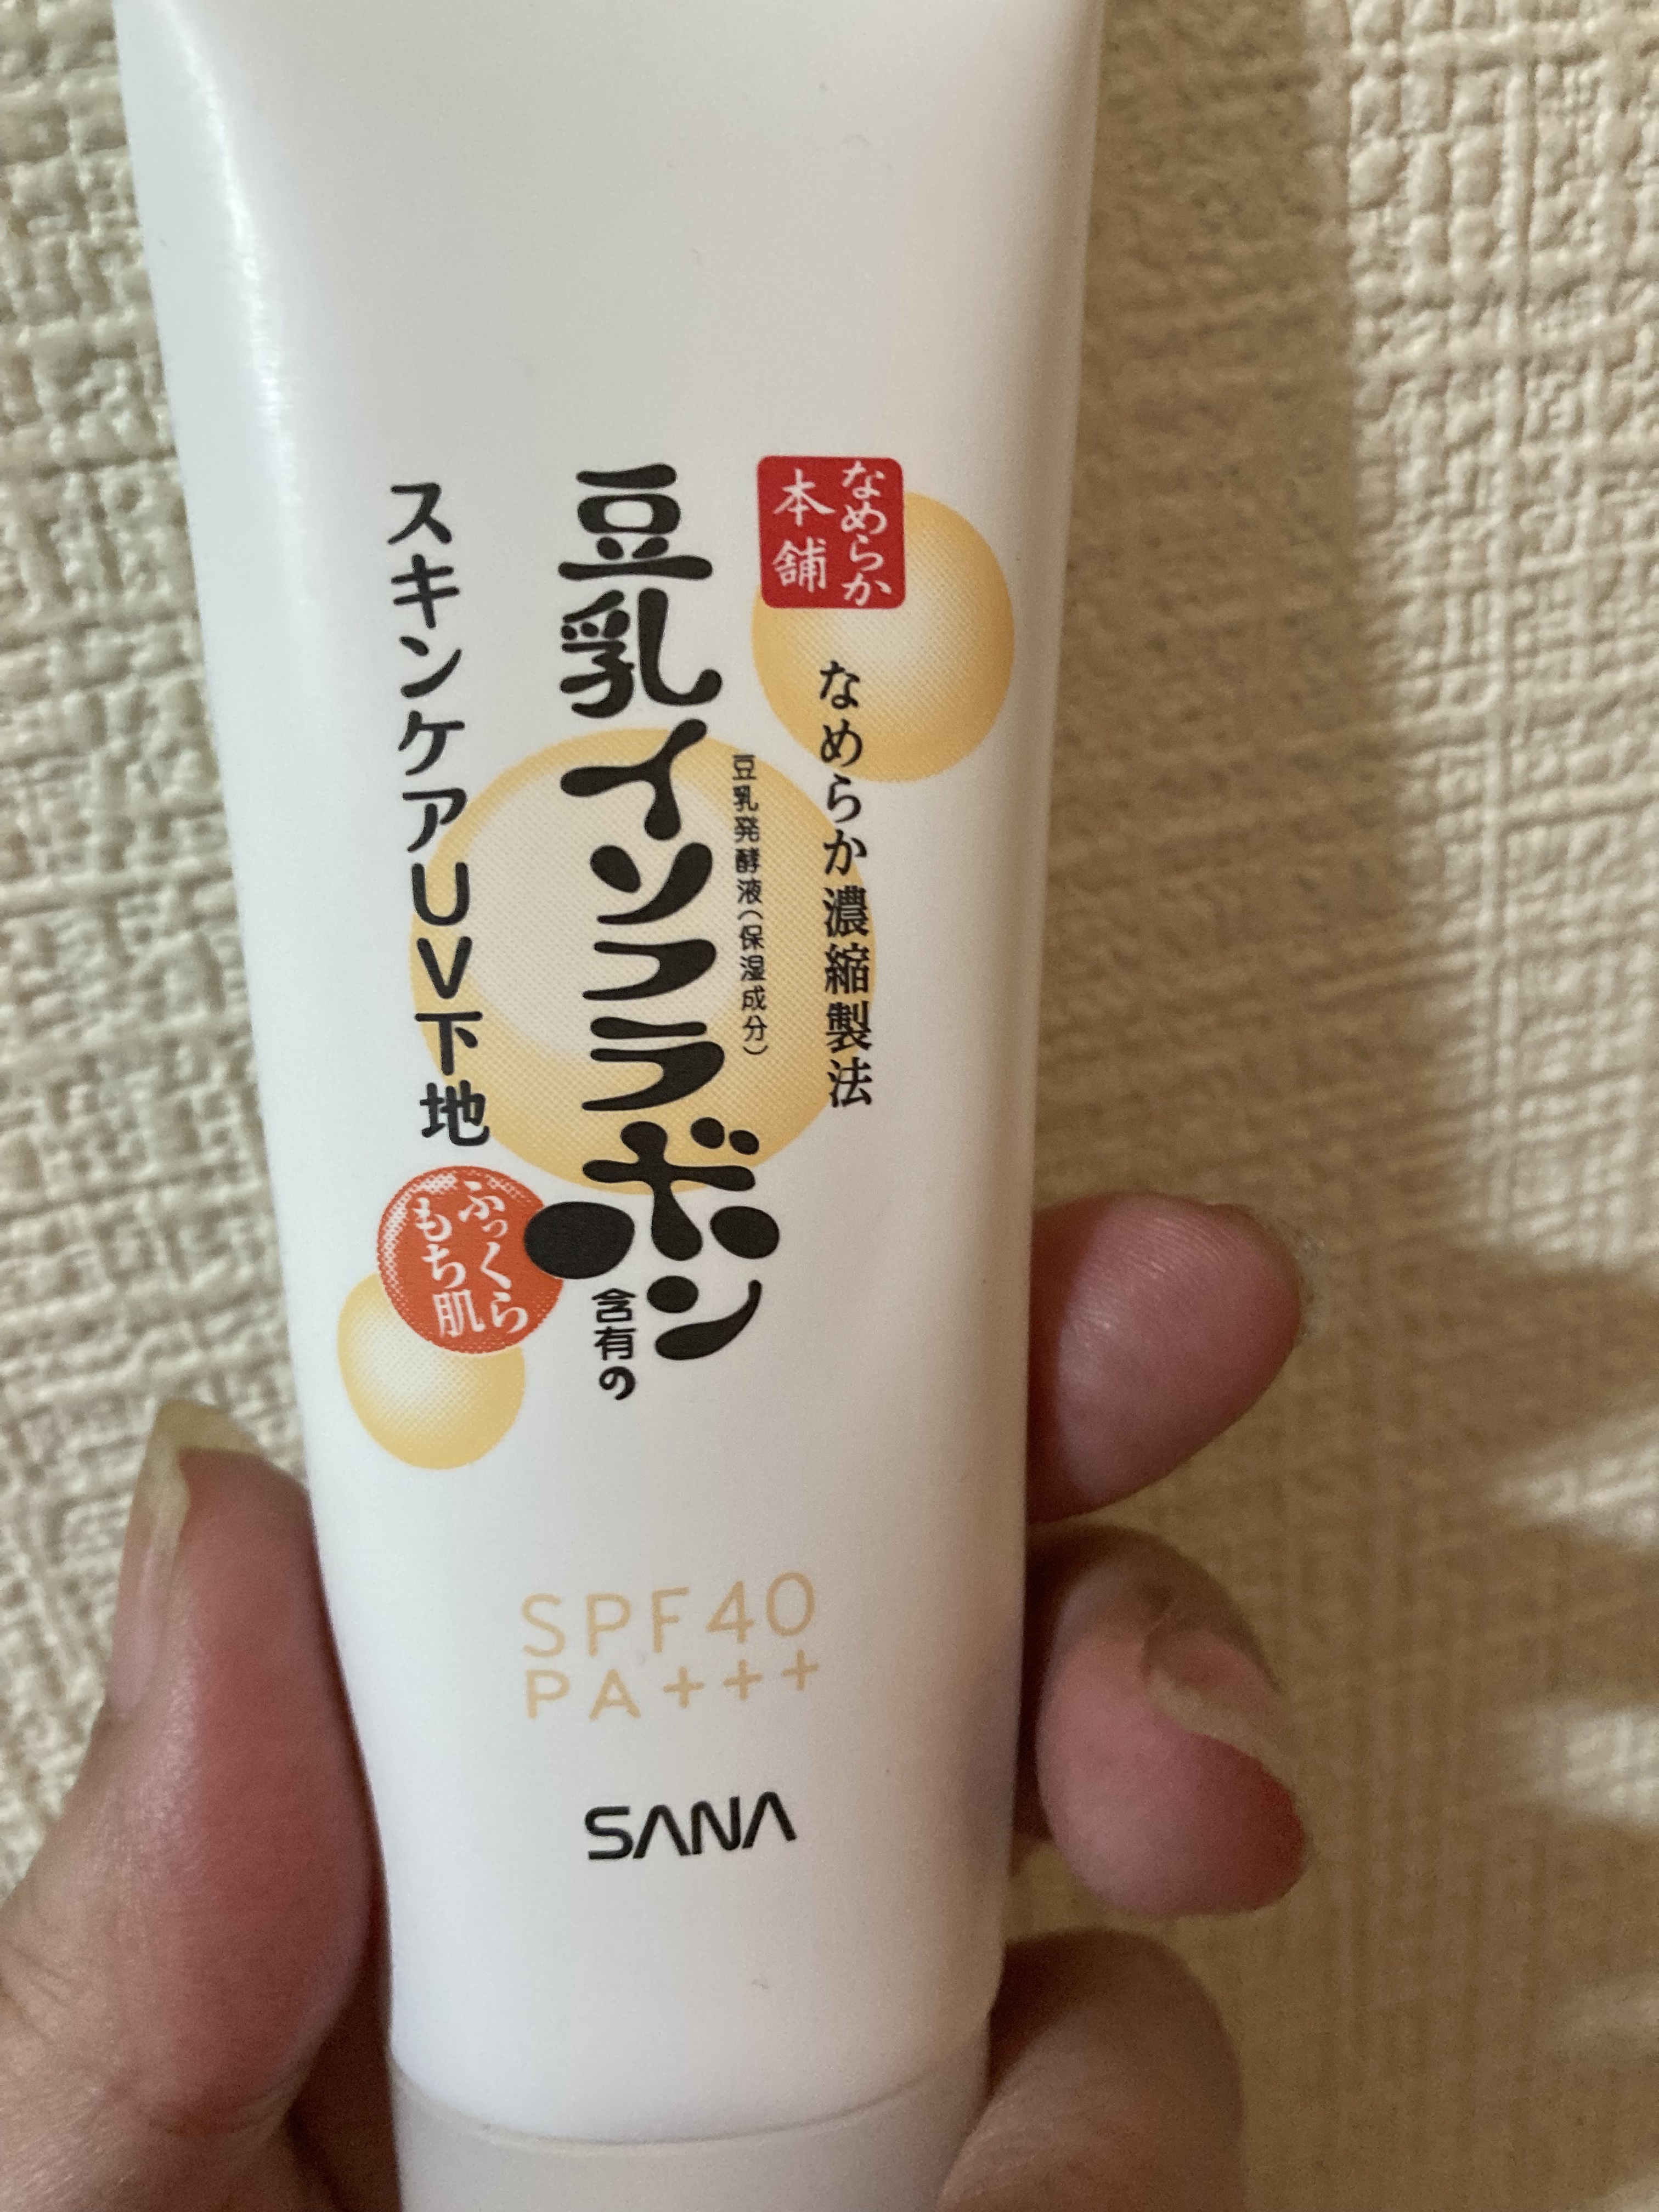 なめらか
本舗
なめらか濃縮製法
豆乳発酵液(保湿成分)
豆乳イソフラボン
含有の
スキンケアUV下地
ふっくら
もち肌
SPF40
PA+++
SANA